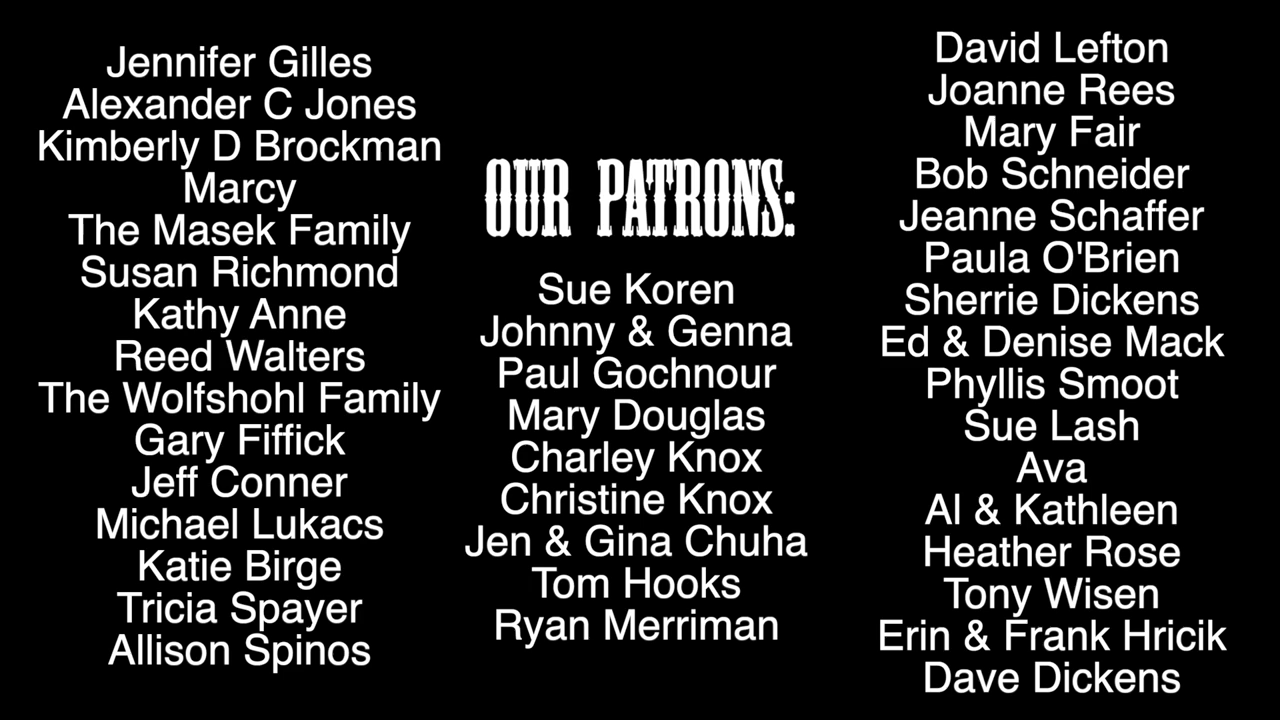 Jennifer Gilles
Alexander C Jones
Kimberly D Brockman
Marcy
The Masek Family
Susan Richmond
Kathy Anne
Reed Walters
The Wolfshohl Family
Gary Fiffick
Jeff Conner
Michael Lukacs
Katie Birge
Tricia Spayer
Allison Spinos
OUR PATRONS:
Sue Koren
Johnny & Genna
Paul Gochnour
Mary Douglas
Charley Knox
Christine Knox
Jen & Gina Chuha
Tom Hooks
Ryan Merriman
David Lefton
Joanne Rees
Mary Fair
Bob Schneider
Jeanne Schaffer
Paula O'Brien
Sherrie Dickens
Ed & Denise Mack
Phyllis Smoot
Sue Lash
Ava
Al & Kathleen
Heather Rose
Tony Wisen
Erin & Frank Hricik
Dave Dickens